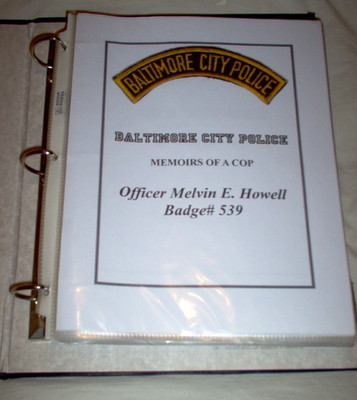 BALTIMORE CITY POLICE
BALTIMORE CITY POLICE
MEMOIRS OF A COP
Officer Melvin E. Howell
Badge# 539